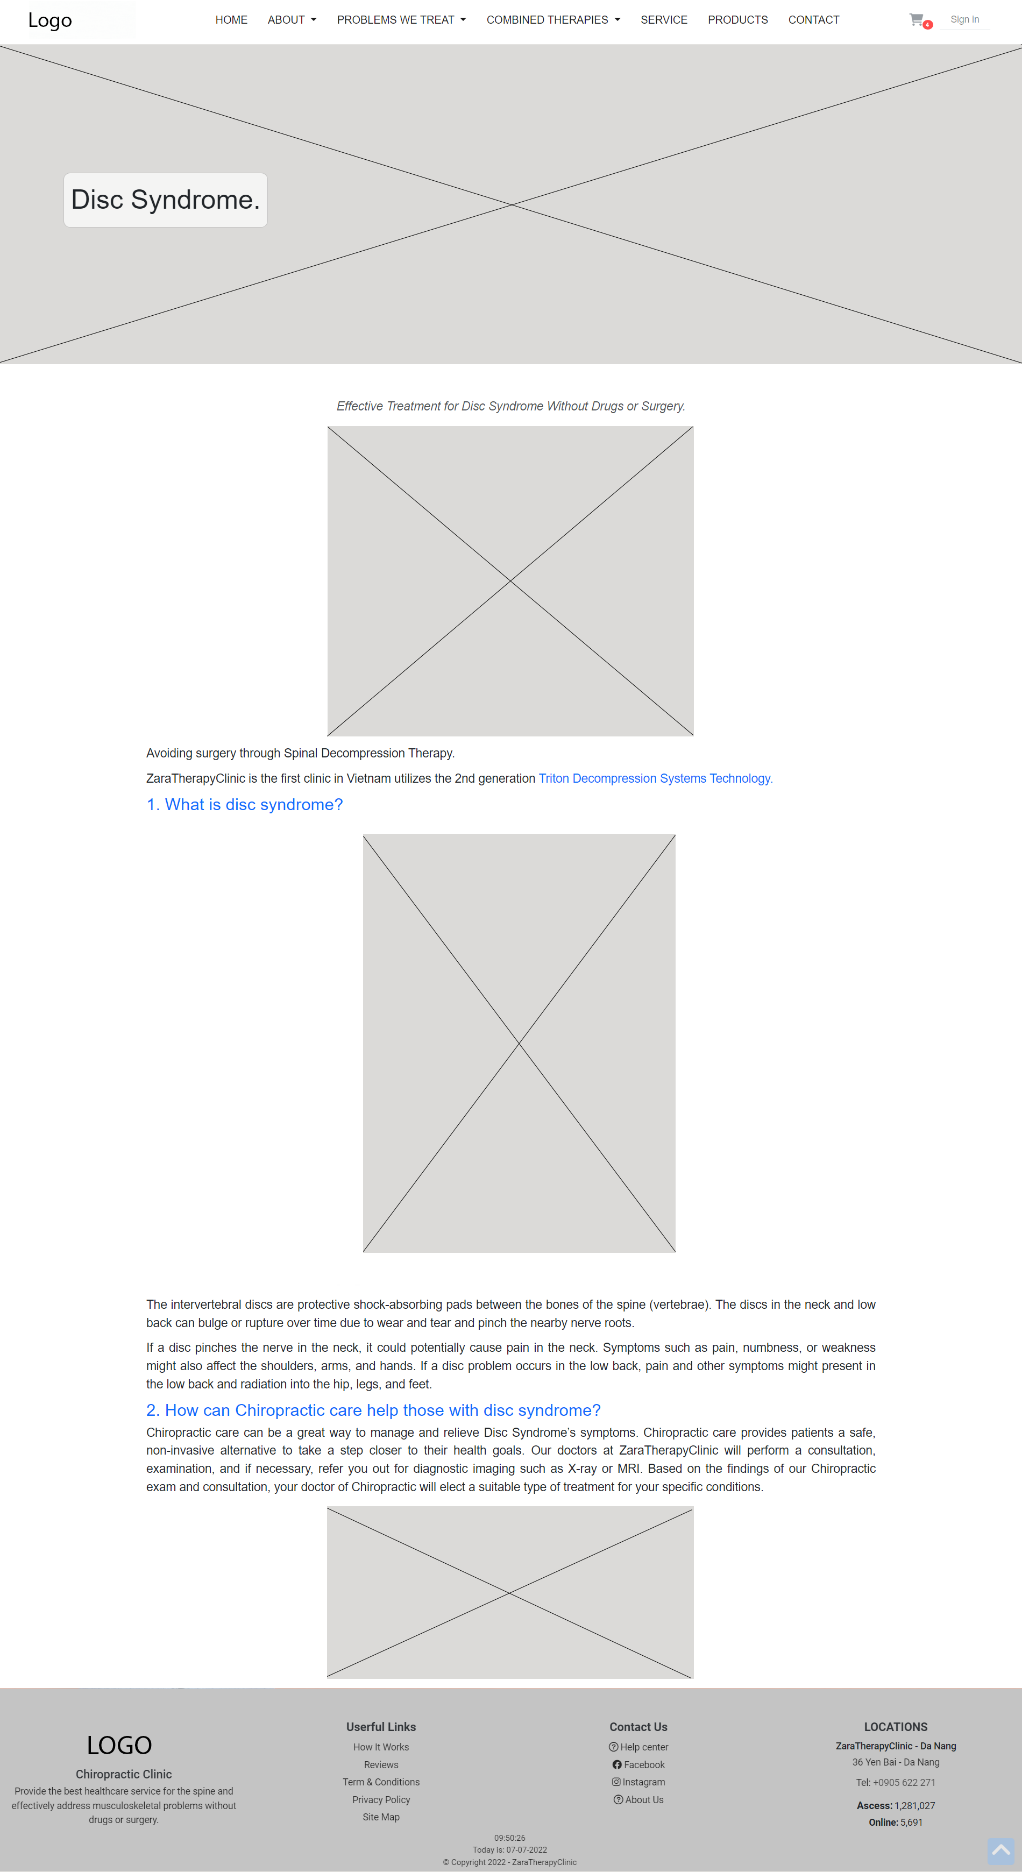 Logo
HOME ABOUT PROBLEMS WE TREAT COMBINED THERAPIES SERVICE PRODUCTS CONTACT
4
Sign in
Disc Syndrome.
Effective Treatment for Disc Syndrome Without Drugs or Surgery.
Avoiding surgery through Spinal Decompression Therapy.
ZaraTherapyClinic is the first clinic in Vietnam utilizes the 2nd generation Triton Decompression Systems Technology.
1. What is disc syndrome?
The intervertebral discs are protective shock-absorbing pads between the bones of the spine (vertebrae). The discs in the neck and low
back can bulge or rupture over time due to wear and tear and pinch the nearby nerve roots.
If a disc pinches the nerve in the neck, it could potentially cause pain in the neck. Symptoms such as pain, numbness, or weakness
might also affect the shoulders, arms, and hands. If a disc problem occurs in the low back, pain and other symptoms might present in
the low back and radiation into the hip, legs, and feet.
2. How can Chiropractic care help those with disc syndrome?
Chiropractic care can be a great way to manage and relieve Disc Syndrome's symptoms. Chiropractic care provides patients a safe,
non-invasive alternative to take a step closer to their health goals. Our doctors at ZaraTherapyClinic will perform a consultation,
examination, and if necessary, refer you out for diagnostic imaging such as X-ray or MRI. Based on the findings of our Chiropractic
exam and consultation, your doctor of Chiropractic will elect a suitable type of treatment for your specific conditions.
LOGO
Chiropractic Clinic
Provide the best healthcare service for the spine and
effectively address musculoskeletal problems without
drugs or surgery.
Userful Links
How It Works
Reviews
Term & Conditions
Privacy Policy
Site Map
Contact Us
Help center
Facebook
Instagram
About Us
LOCATIONS
ZaraTherapyClinic - Da Nang
36 Yen Bai - Da Nang
Tel: +0905 622 271
Ascess: 1,281,027
Online: 5,691
09:50:26
Today is: 07-07-2022
© Copyright 2022 - ZaraTherapyClinic